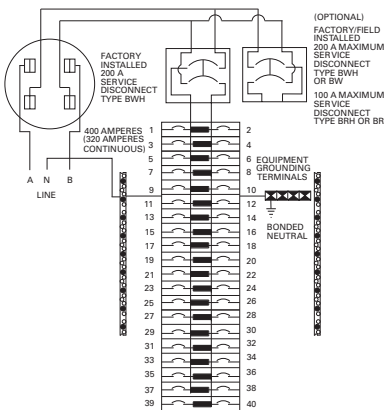 (OPTIONAL)
FACTORY/FIELD
INSTALLED
200 A MAXIMUM
SERVICE
DISCONNECT
TYPE BWH
OR BW
100 A MAXIMUM
SERVICE
DISCONNECT
TYPE BRH OR BR
FACTORY
INSTALLED
200 A
SERVICE
DISCONNECT
TYPE BWH
400 AMPERES
(320 AMPERES
CONTINUOUS)
A N B
LINE
EQUIPMENT
GROUNDING
TERMINALS
BONDED
NEUTRAL
1 2
3 4
5 6
7 8
9 10
11 12
13 14
15 16
17 18
19 20
21 22
23 24
25 26
27 28
29 30
31 32
33 34
35 36
37 38
39 40